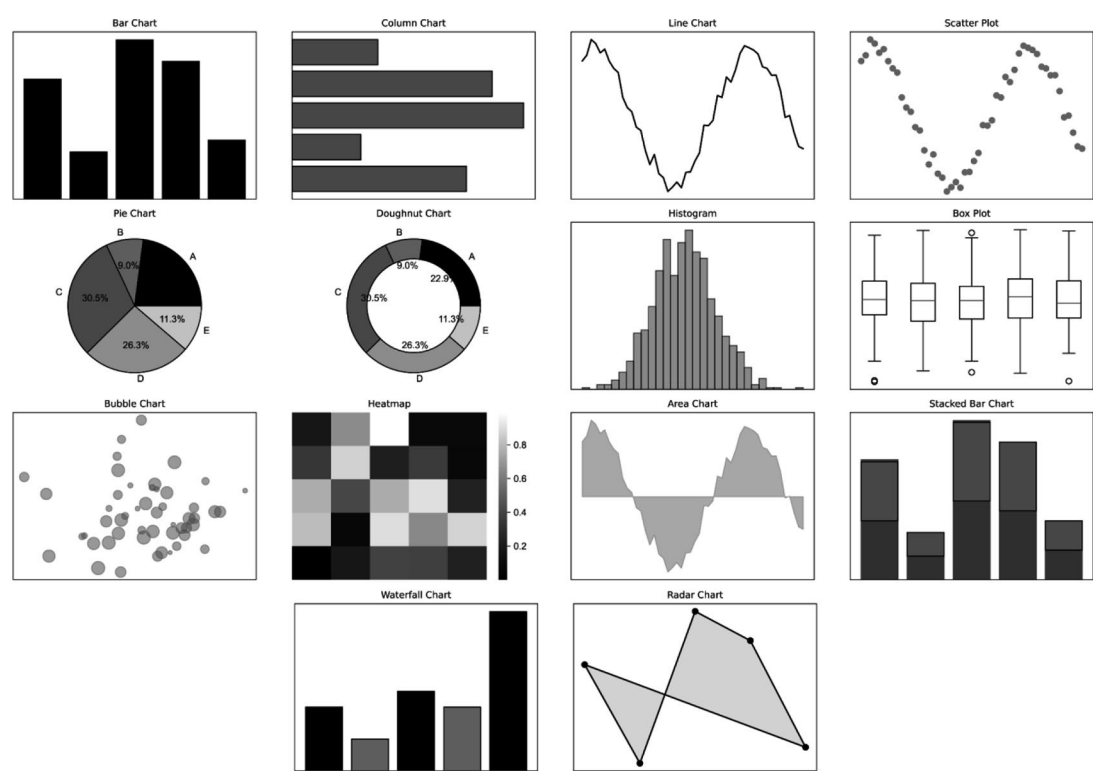 Bar Chart
Column Chart
Line Chart
Scatter Plot
Pie Chart
B
A
9.0%
C
30.5%
11.3%
E
26.3%
D
Doughnut Chart
B
A
9.0%
22.9%
C
30.5%
11.3%
E
26.3%
D
Histogram
Box Plot
Bubble Chart
Heatmap
0.8
0.6
0.4
0.2
Area Chart
Stacked Bar Chart
Waterfall Chart
Radar Chart